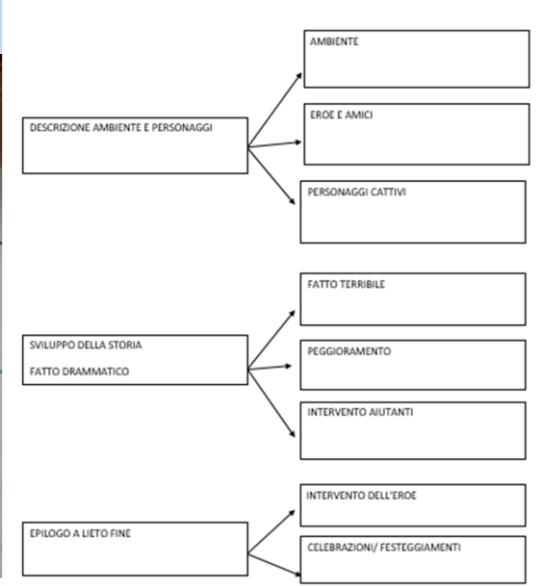 DESCRIZIONE AMBIENTE E PERSONAGGI
AMBIENTE
EROE E AMICI
PERSONAGGI CATTIVI
SVILUPPO DELLA STORIA
FATTO DRAMMATICO
FATTO TERRIBILE
PEGGIORAMENTO
INTERVENTO AIUTANTI
EPILOGO A LIETO FINE
INTERVENTO DELL'EROE
CELEBRAZIONI/ FESTEGGIAMENTI